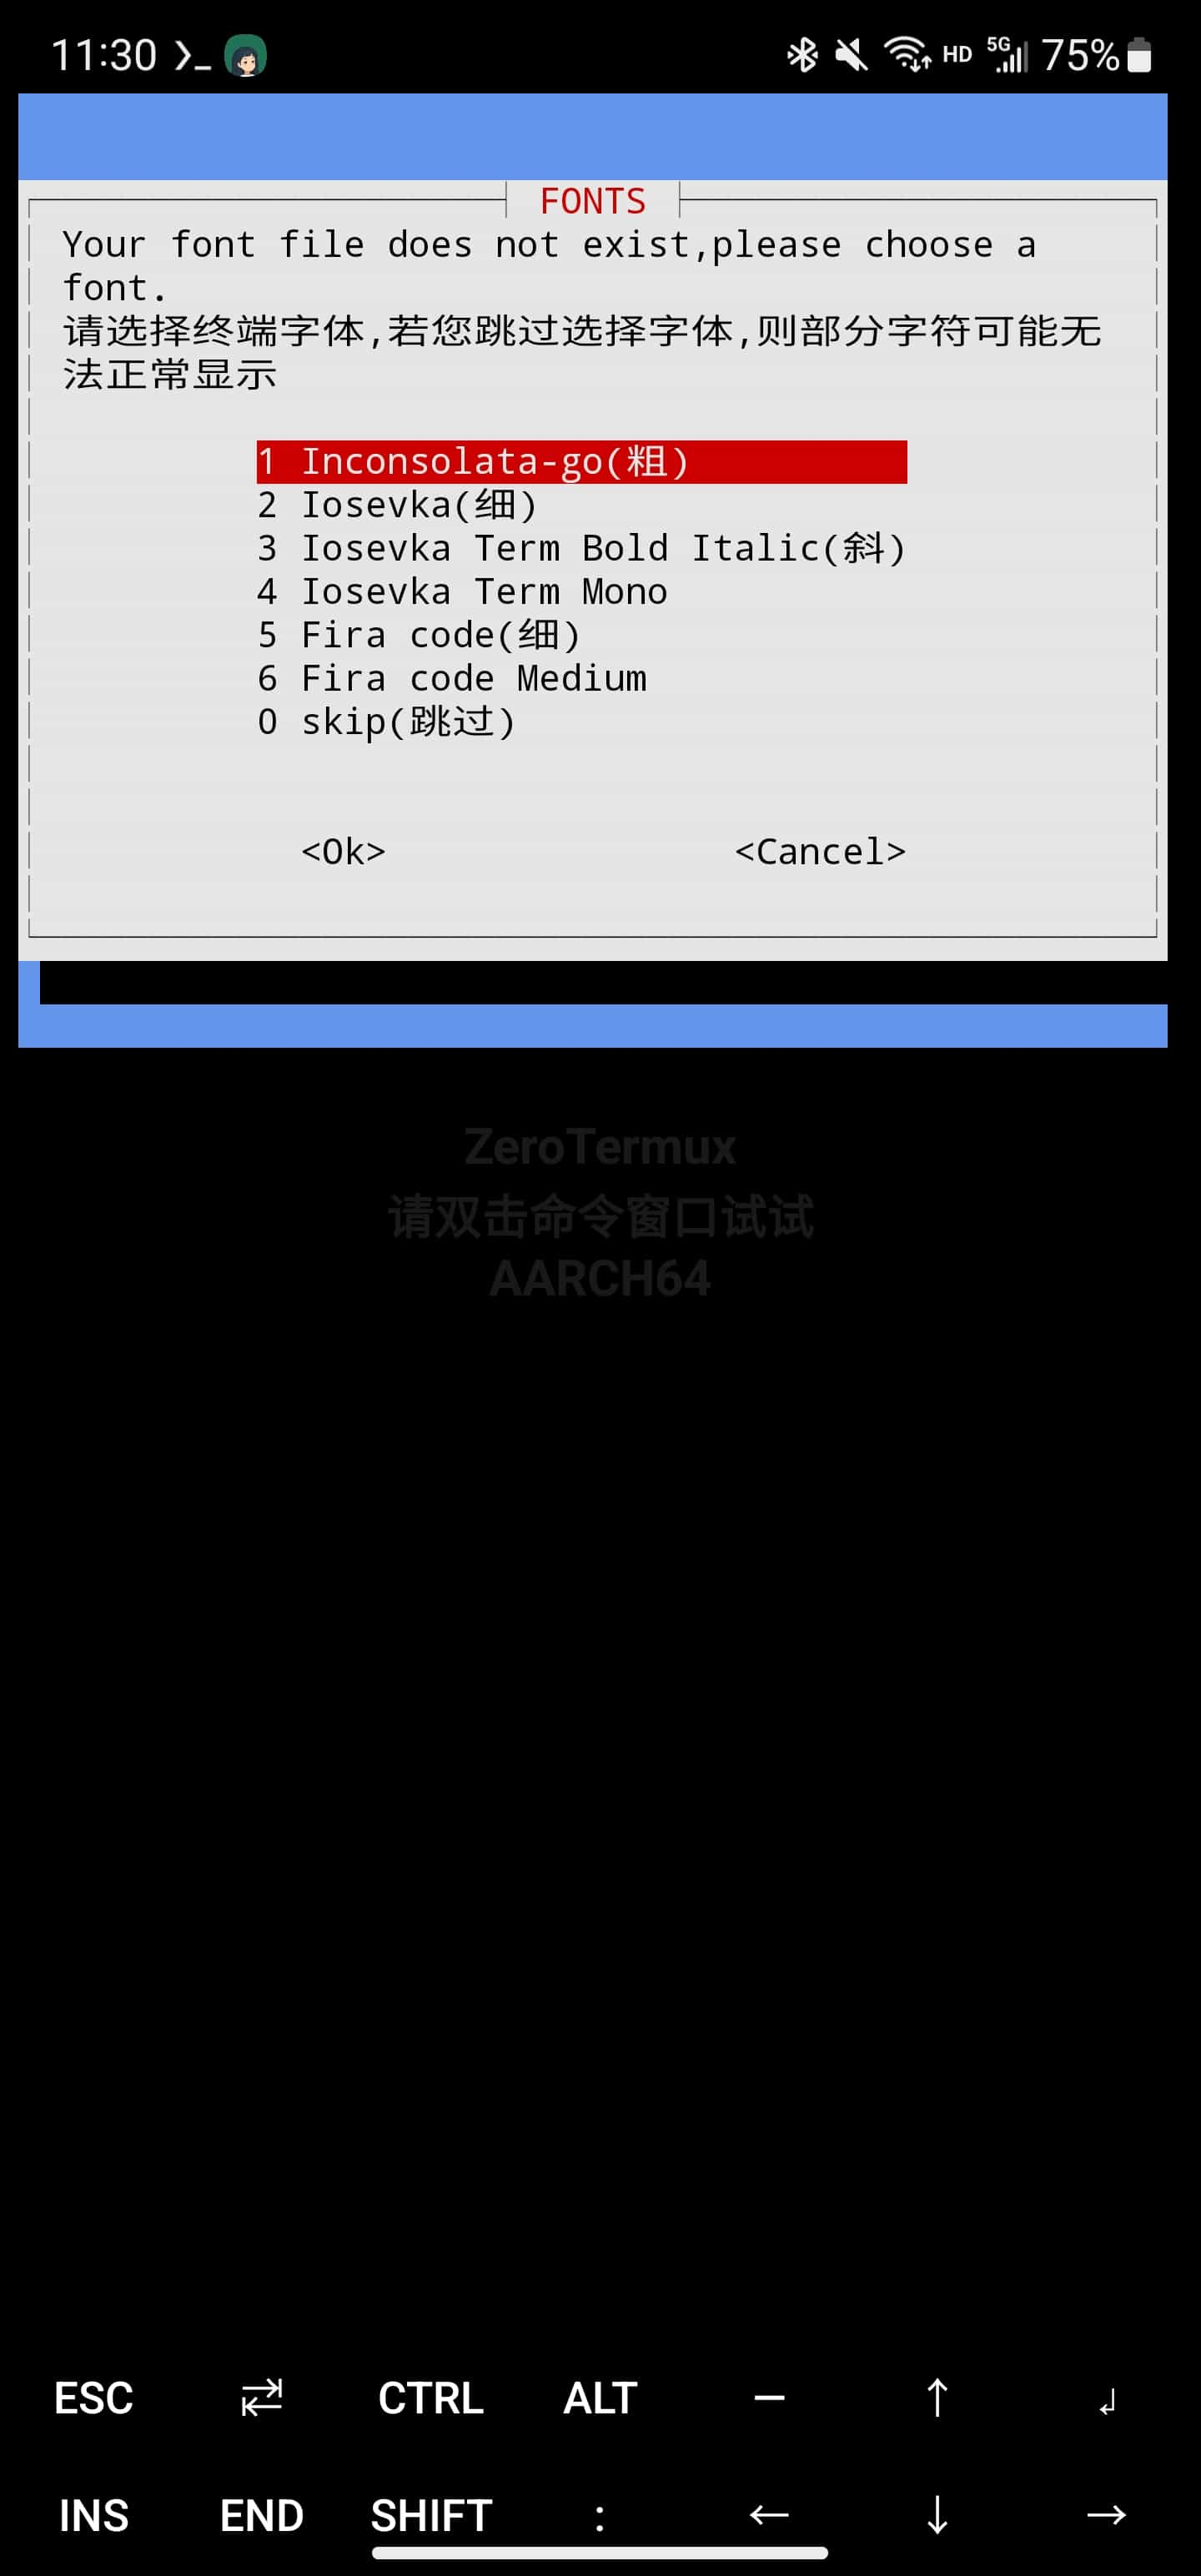 11:30
HD 5G 75%
FONTS
Your font file does not exist,please choose a
font.
请选择终端字体,若您跳过选择字体,则部分字符可能无
法正常显示
1 Inconsolata-go(粗)
2 Iosevka(细)
3 Iosevka Term Bold Italic(斜)
4 Iosevka Term Mono
5 Fira code(细)
6 Fira code Medium
0 skip(跳过)
<Ok> <Cancel>
ZeroTermux
请双击命令窗口试试
AARCH64
ESC CTRL ALT — ↑ ↲
INS END SHIFT : ← ↓ →